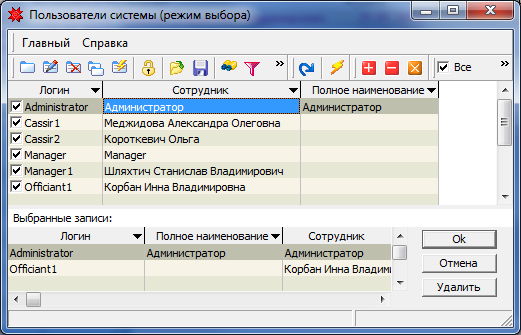 Пользователи системы (режим выбора)
Главный Справка
» » Все »
Логин Сотрудник Полное наименование
Administrator Администратор Администратор
Cassir1 Меджидова Александра Олеговна
Cassir2 Короткевич Ольга
Manager Manager
Manager1 Шляхтич Станислав Владимирович
Officiant1 Корбан Инна Владимировна
Выбранные записи:
Логин Полное наименование Сотрудник
Administrator Администратор Администратор
Officiant1 Корбан Инна Владим
Ok
Отмена
Удалить